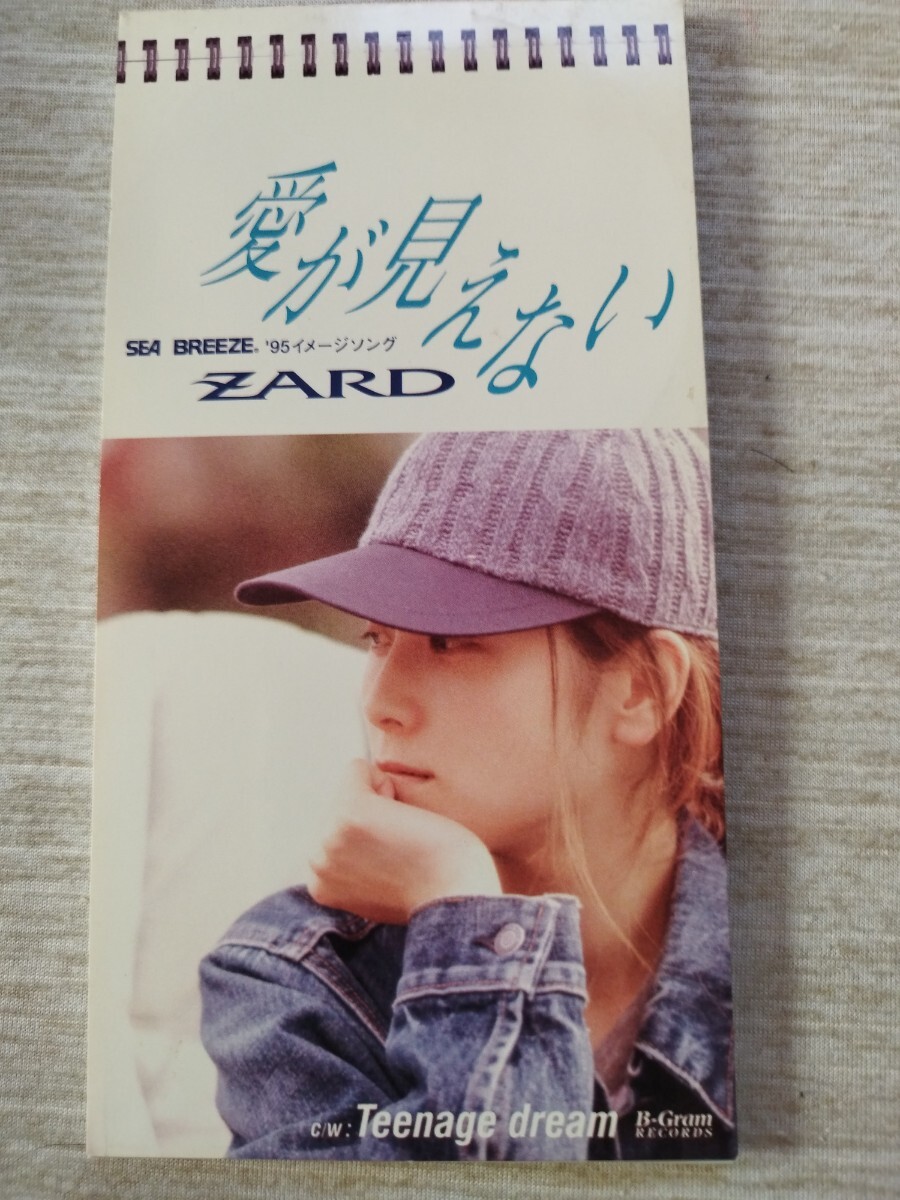 愛が見えない
SEA BREEZE® '95イメージソング
ZARD
c/w: Teenage dream
B-Gram
RECORDS